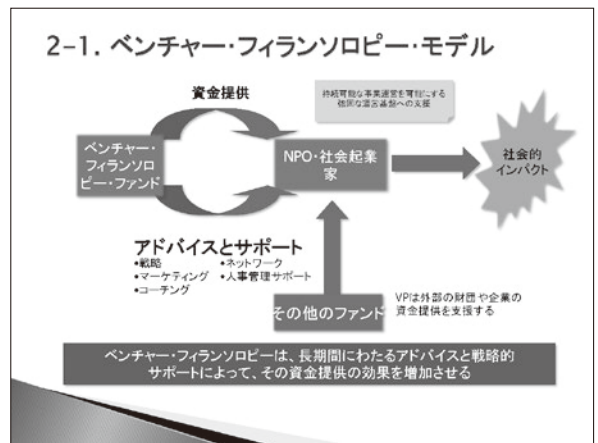 2-1. ベンチャー・フィランソロピー・モデル
資金提供
持続可能な事業運営を可能にする
強固な運営基盤への支援
ベンチャー・
フィランソロ
ピー・ファンド
NPO・社会起業
家
社会的
インパクト
アドバイスとサポート
•戦略 •ネットワーク
•マーケティング •人事管理サポート
•コーチング
その他のファンド
VPは外部の財団や企業の
資金提供を支援する
ベンチャー・フィランソロピーは、長期間にわたるアドバイスと戦略的
サポートによって、その資金提供の効果を増加させる